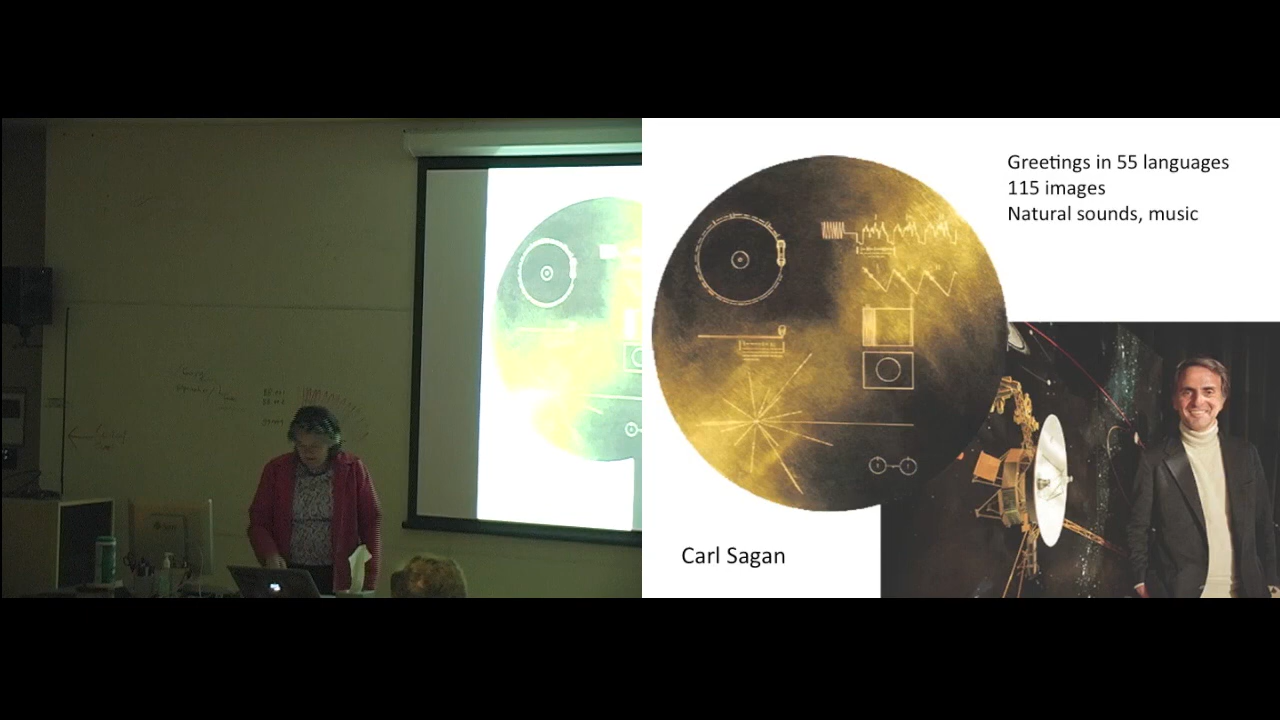 Greetings in 55 languages
115 images
Natural sounds, music
Carl Sagan